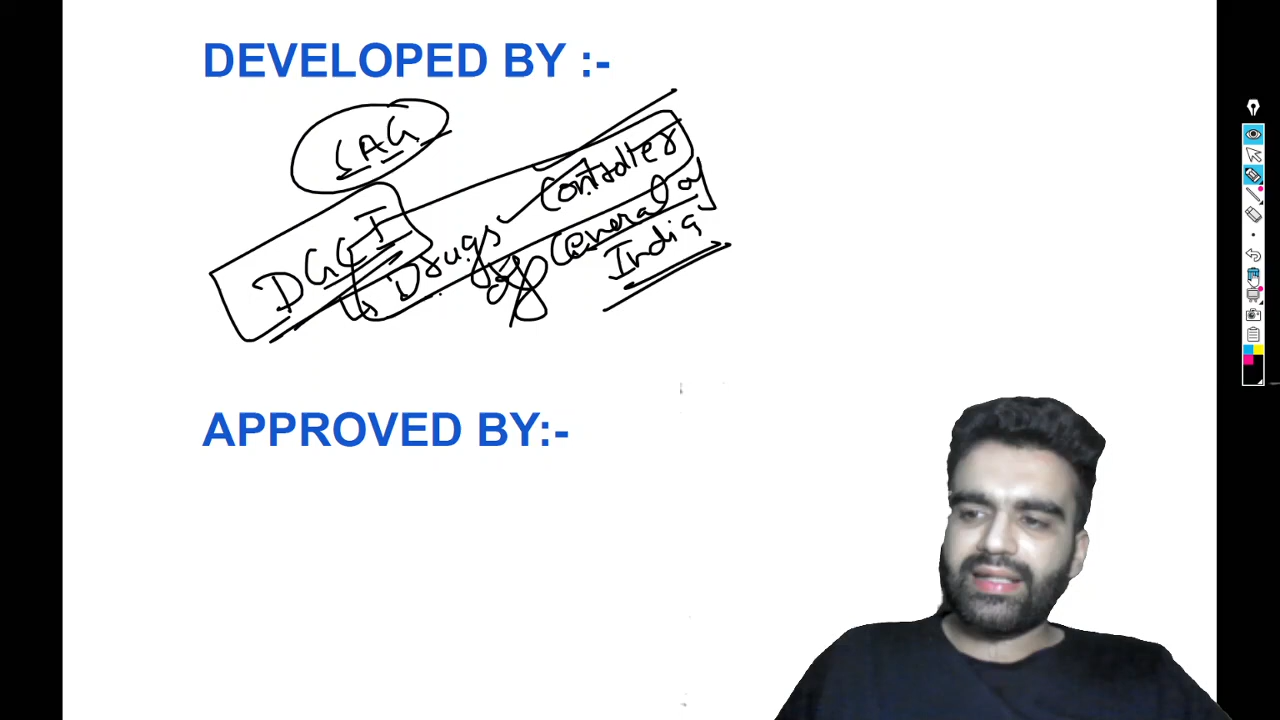 DEVELOPED BY :-
CAG
DGCI
Drugs Controller
General of
India
APPROVED BY:-